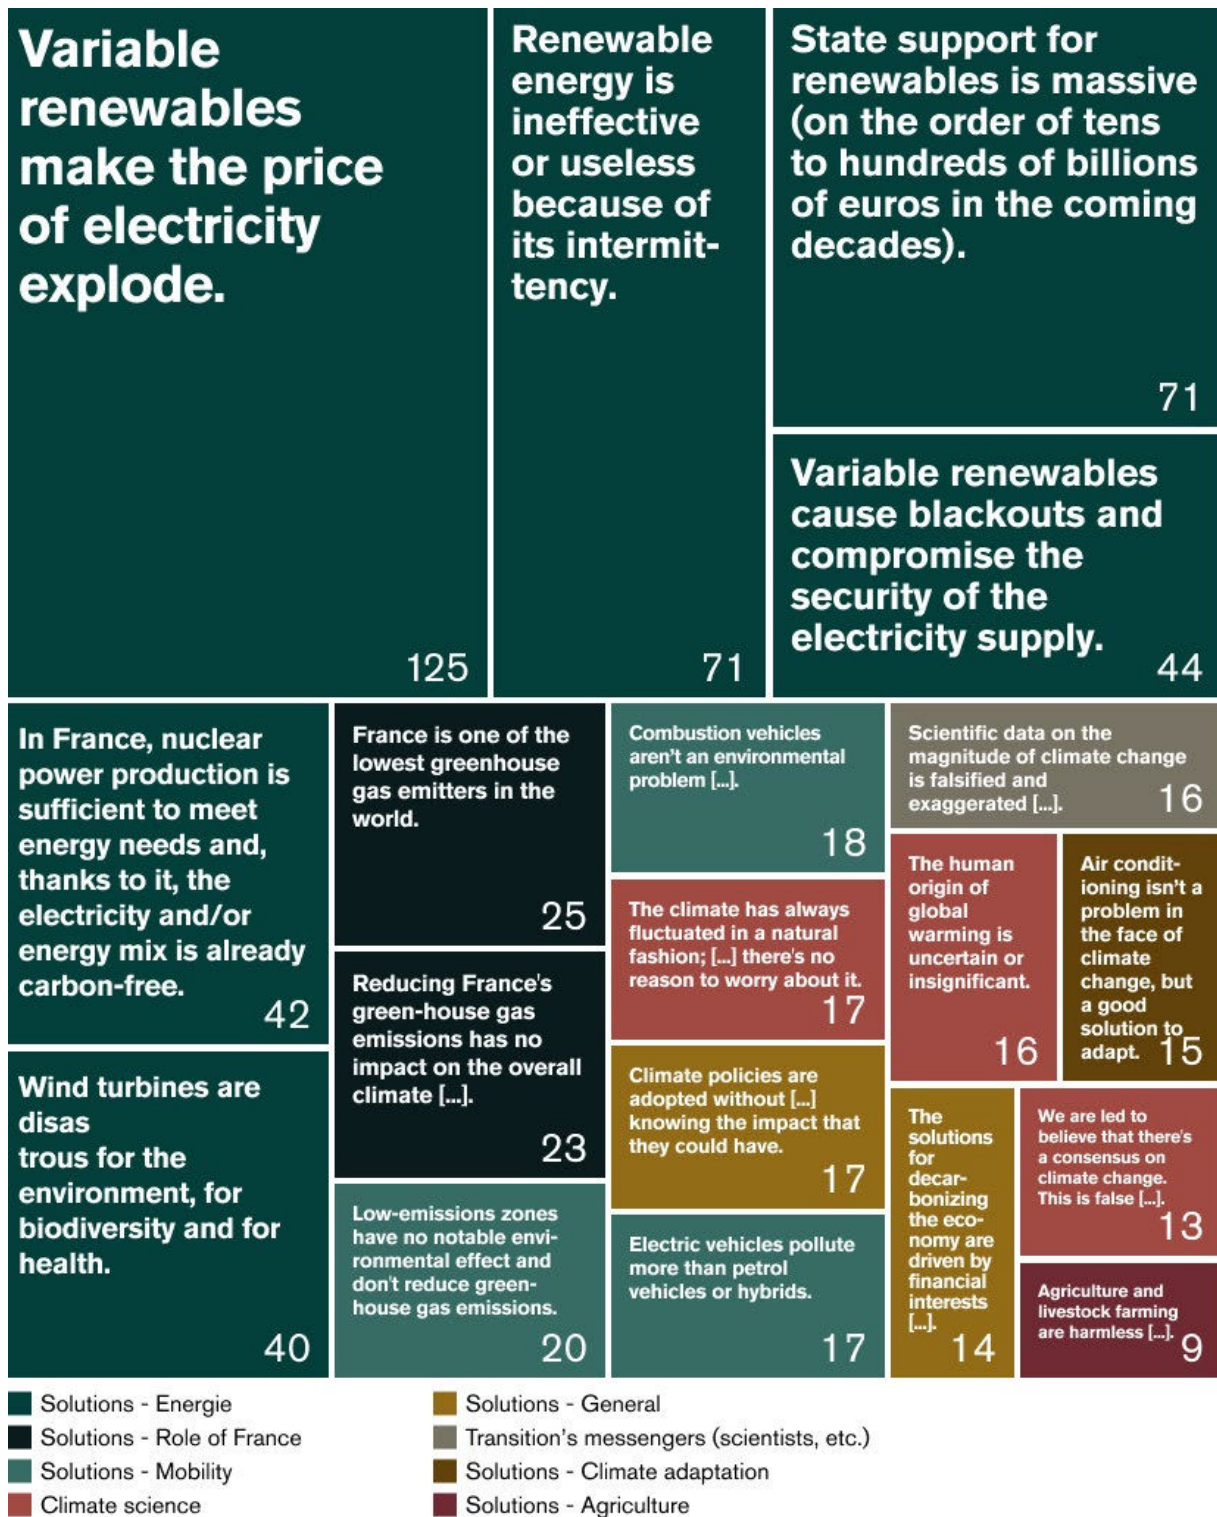 Variable
renewables
make the price
of electricity
explode.
125
Renewable
energy is
ineffective
or useless
because of
its intermit-
tency.
71
State support for
renewables is massive
(on the order of tens
to hundreds of billions
of euros in the coming
decades).
71
Variable renewables
cause blackouts and
compromise the
security of the
electricity supply.
44
In France, nuclear
power production is
sufficient to meet
energy needs and,
thanks to it, the
electricity and/or
energy mix is already
carbon-free.
42
Wind turbines are
disas
trous for the
environment, for
biodiversity and for
health.
40
France is one of the
lowest greenhouse
gas emitters in the
world.
25
Reducing France's
green-house gas
emissions has no
impact on the overall
climate [...].
23
Low-emissions zones
have no notable envi-
ronmental effect and
don't reduce green-
house gas emissions.
20
Combustion vehicles
aren't an environmental
problem [...].
18
The climate has always
fluctuated in a natural
fashion; [...] there's no
reason to worry about it.
17
Climate policies are
adopted without [...]
knowing the impact that
they could have.
17
Electric vehicles pollute
more than petrol
vehicles or hybrids.
17
Scientific data on the
magnitude of climate change
is falsified and
exaggerated [...].
16
The human
origin of
global
warming is
uncertain or
insignificant.
16
Air condit-
ioning isn't a
problem in
the face of
climate
change, but
a good
solution to
adapt.
15
The
solutions
for
decar-
bonizing
the eco-
nomy are
driven by
financial
interests
[...].
14
We are led to
believe that there's
a consensus on
climate change.
This is false [...].
13
Agriculture and
livestock farming
are harmless [...].
9
Solutions - Energie
Solutions - Role of France
Solutions - Mobility
Climate science
Solutions - General
Transition's messengers (scientists, etc.)
Solutions - Climate adaptation
Solutions - Agriculture